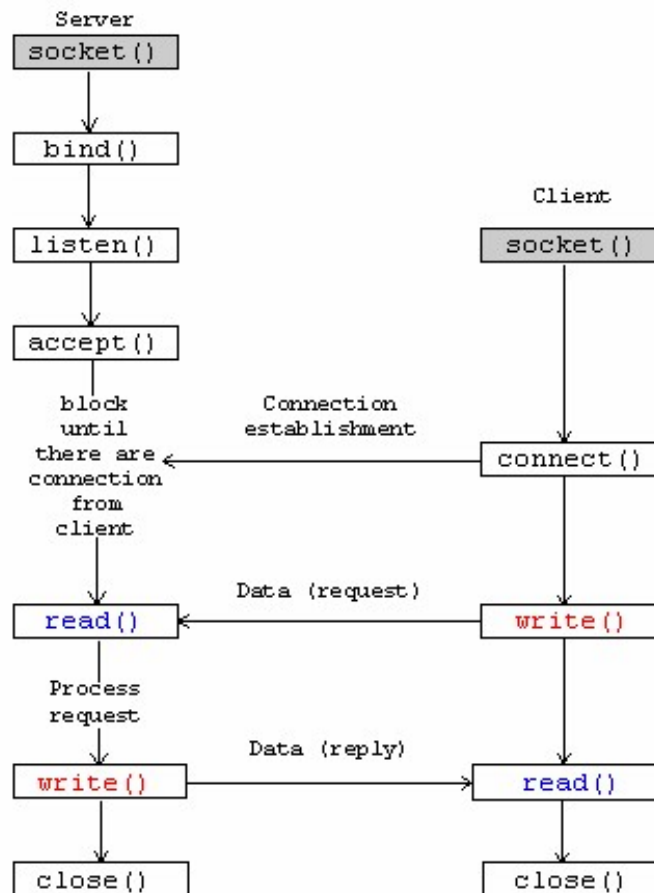 Server
socket()
bind()
listen()
accept()
block
until
there are
connection
from
client
read()
Process
request
write()
close()
Connection
establishment
Data (request)
Data (reply)
Client
socket()
connect()
write()
read()
close()